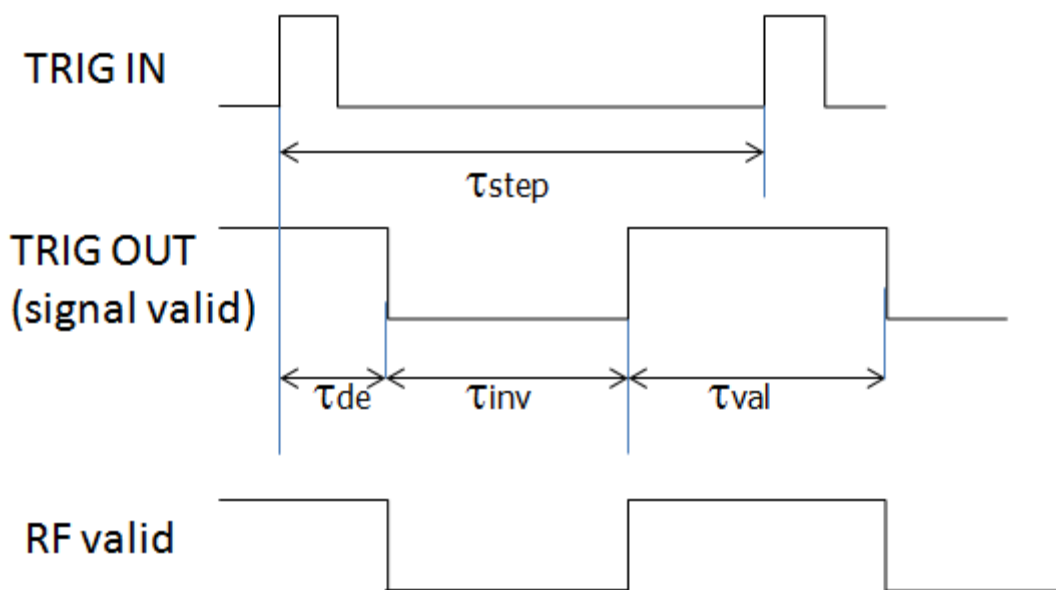 TRIG IN
τstep
TRIG OUT
(signal valid)
τde
τinv
τval
RF valid